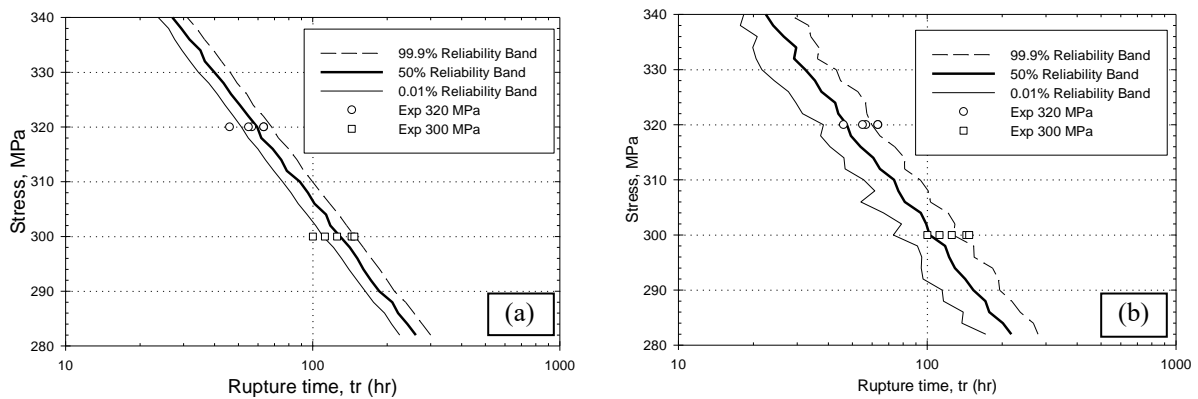 340
330
320
310
300
290
280
Stress, MPa
10
100
1000
Rupture time, tr (hr)
99.9% Reliability Band
50% Reliability Band
0.01% Reliability Band
Exp 320 MPa
Exp 300 MPa
(a)
340
330
320
310
300
290
280
Stress, MPa
10
100
1000
Rupture time, tr (hr)
99.9% Reliability Band
50% Reliability Band
0.01% Reliability Band
Exp 320 MPa
Exp 300 MPa
(b)